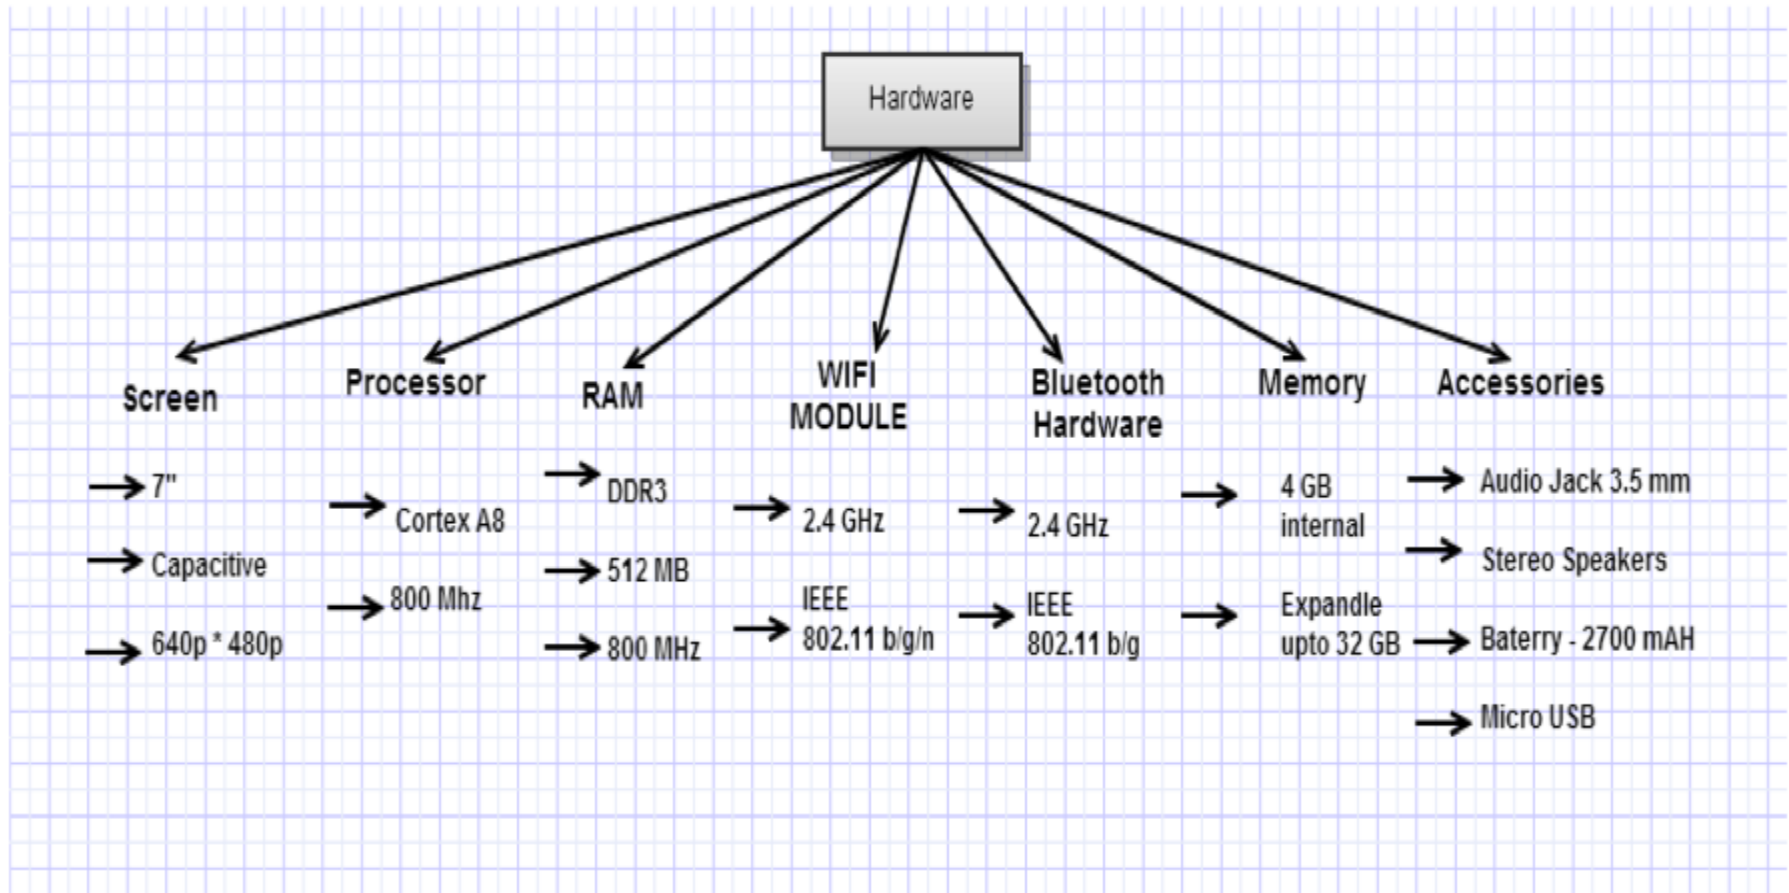 Hardware
Screen
7"
Capacitive
640p * 480p
Processor
Cortex A8
800 Mhz
RAM
DDR3
512 MB
800 MHz
WIFI
MODULE
2.4 GHz
IEEE
802.11 b/g/n
Bluetooth
Hardware
2.4 GHz
IEEE
802.11 b/g
Memory
4 GB
internal
Expandle
upto 32 GB
Accessories
Audio Jack 3.5 mm
Stereo Speakers
Baterry - 2700 mAH
Micro USB